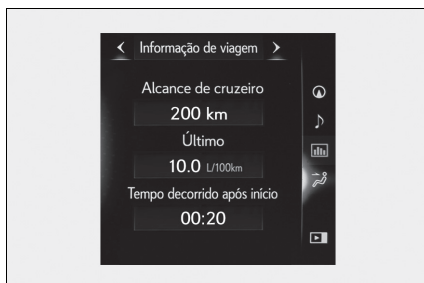 Informação de viagem
Alcance de cruzeiro
200 km
Último
10.0 L/100km
Tempo decorrido após início
00:20